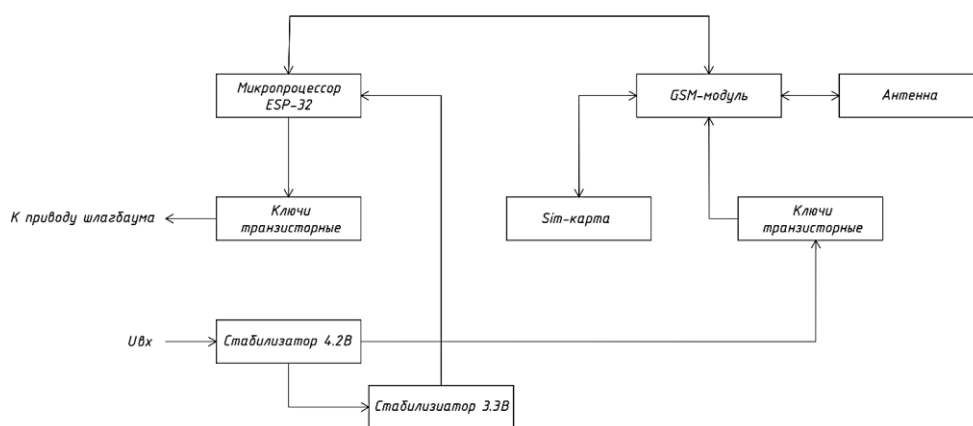 Микропроцессор
ESP-32
GSM-модуль
Антенна
К приводу шлагбаума
Ключи
транзисторные
Sim-карта
Ключи
транзисторные
Uвх
Стабилизатор 4.2В
Стабилизиатор 3.3В